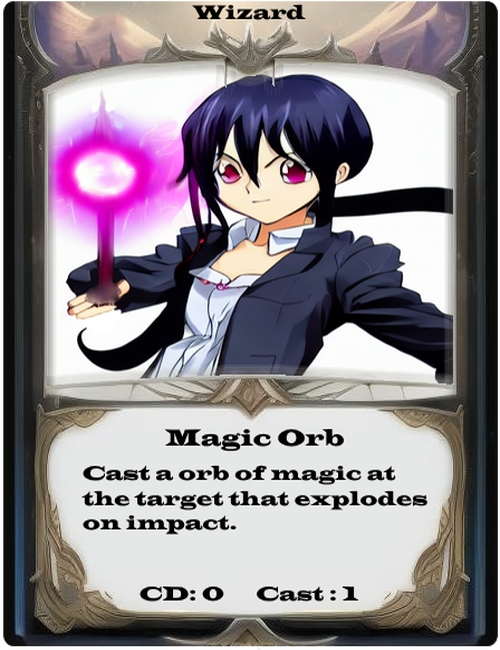 Wizard
Magic Orb
Cast a orb of magic at
the target that explodes
on impact.
CD: 0 Cast : 1